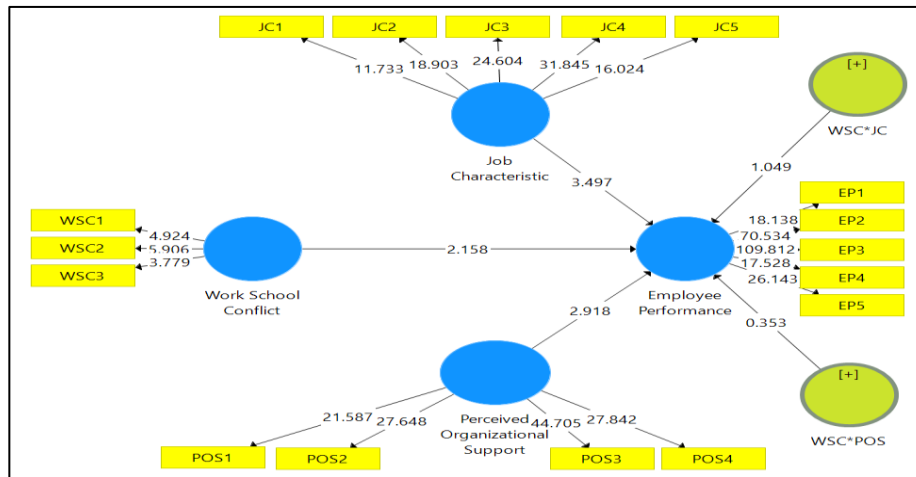 JC1 JC2 JC3 JC4 JC5
11.733 18.903 24.604 31.845 16.024
[+]
WSC*JC
Job
Characteristic
1.049
3.497
WSC1
WSC2
WSC3
4.924
5.906
3.779
Work School
Conflict
2.158
EP1
EP2
EP3
EP4
EP5
18.138
70.534
109.812
17.528
26.143
Employee
Performance
2.918
0.353
[+]
WSC*POS
Perceived
Organizational
Support
21.587 27.648 44.705 27.842
POS1 POS2 POS3 POS4